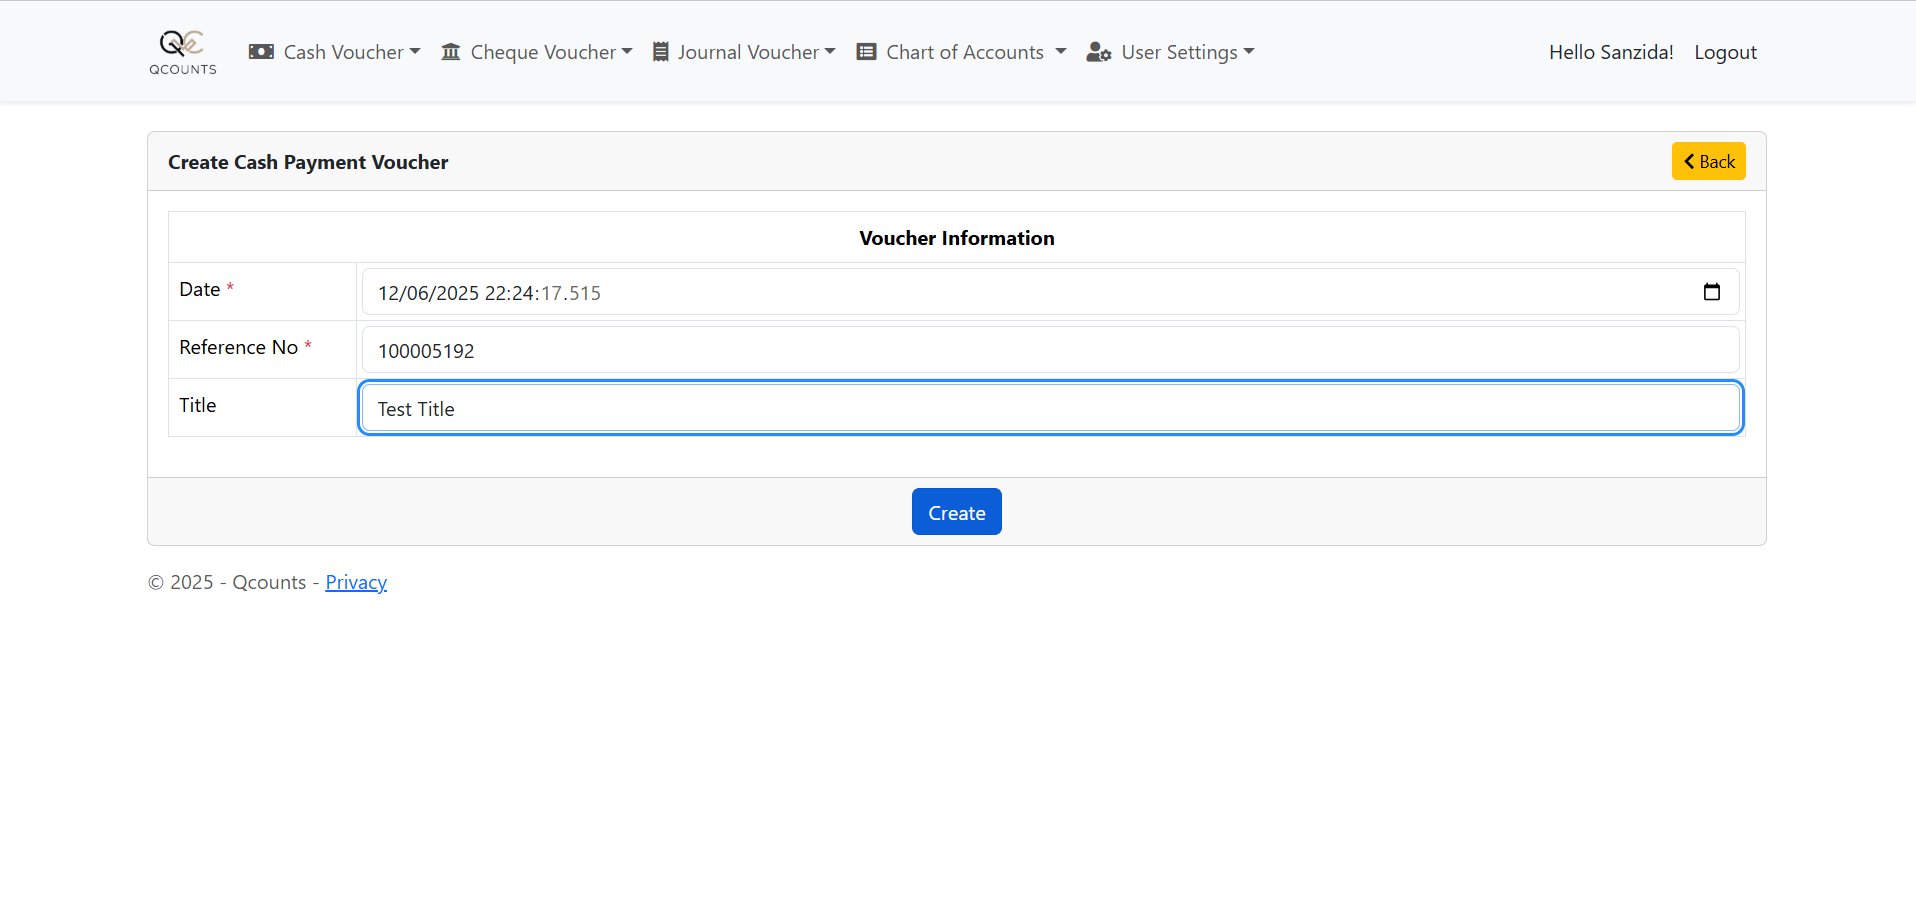 QC
QCOUNTS
Cash Voucher
Cheque Voucher
Journal Voucher
Chart of Accounts
User Settings
Hello Sanzida!
Logout
Create Cash Payment Voucher
Back
Voucher Information
Date *
12/06/2025 22:24:17.515
Reference No *
100005192
Title
Test Title
Create
© 2025 - Qcounts - Privacy